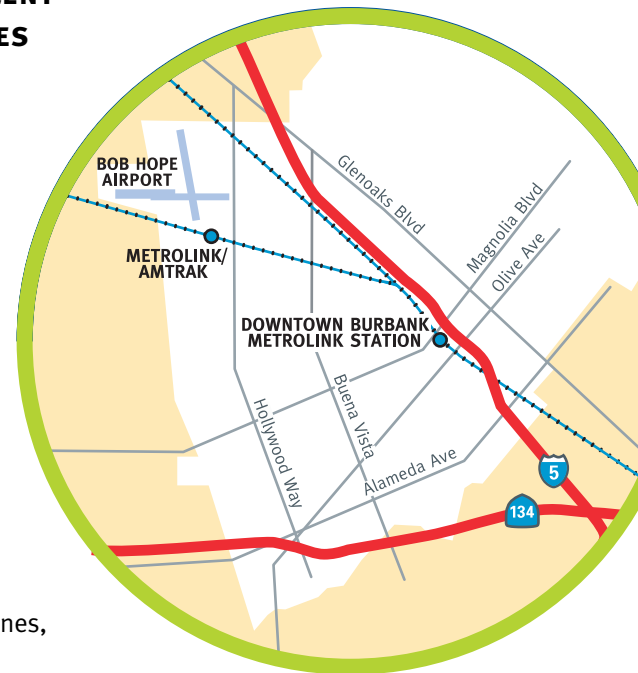 ES
BOB HOPE
AIRPORT
METROLINK/
AMTRAK
Glenoaks Blvd
Magnolia Blvd
Olive Ave
DOWNTOWN BURBANK
METROLINK STATION
Hollywood Way
Buena Vista
Alameda Ave
5
134
nes,